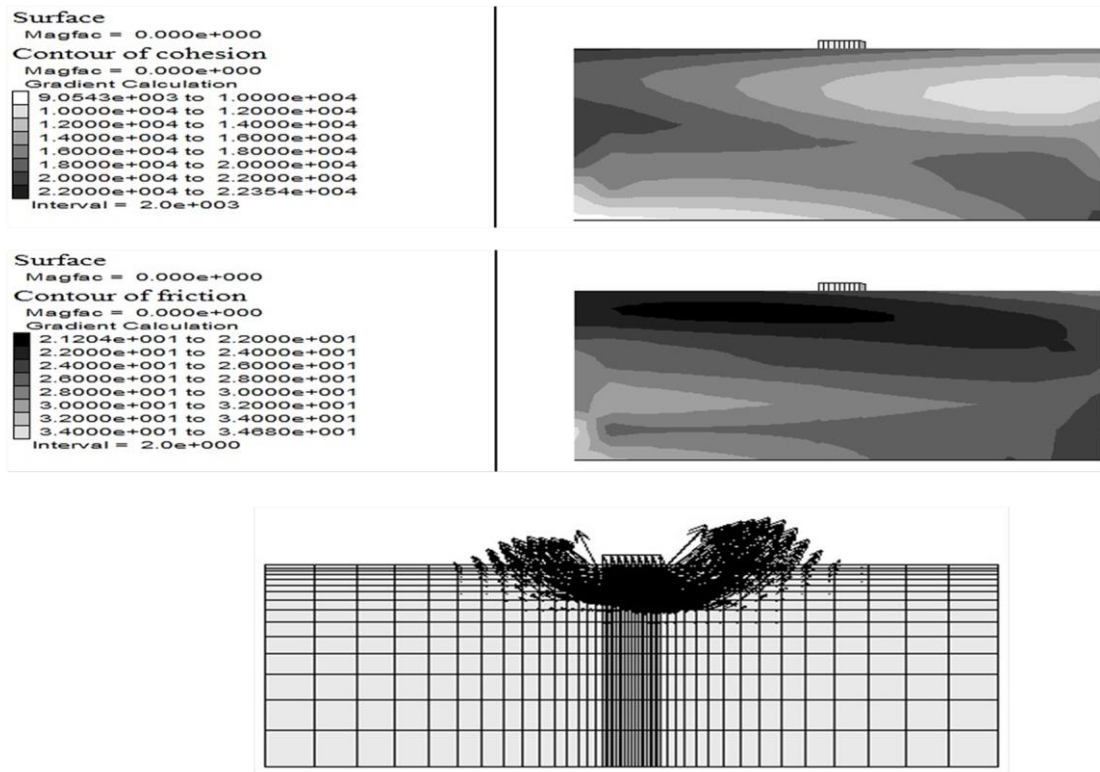 Surface
Magfac = 0.000e+000
Contour of cohesion
Magfac = 0.000e+000
Gradient Calculation
9.0543e+003 to 1.0000e+004
1.0000e+004 to 1.2000e+004
1.2000e+004 to 1.4000e+004
1.4000e+004 to 1.6000e+004
1.6000e+004 to 1.8000e+004
1.8000e+004 to 2.0000e+004
2.0000e+004 to 2.2000e+004
2.2000e+004 to 2.2354e+004
Interval = 2.0e+003
Surface
Magfac = 0.000e+000
Contour of friction
Magfac = 0.000e+000
Gradient Calculation
2.1204e+001 to 2.2000e+001
2.2000e+001 to 2.4000e+001
2.4000e+001 to 2.6000e+001
2.6000e+001 to 2.8000e+001
2.8000e+001 to 3.0000e+001
3.0000e+001 to 3.2000e+001
3.2000e+001 to 3.4000e+001
3.4000e+001 to 3.4680e+001
Interval = 2.0e+000